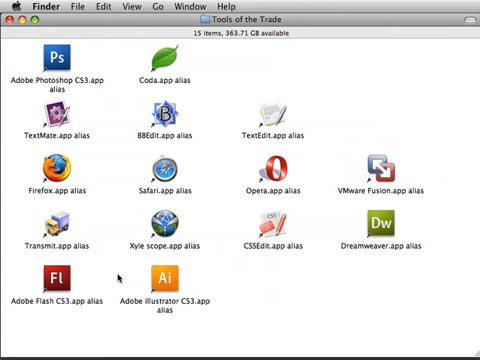 Finder File Edit View Go Window Help
Tools of the Trade
15 items, 363.71 GB available
Ps
Adobe Photoshop CS3.app
alias
Coda.app alias
TextMate.app alias
B
BBEdit.app alias
TextEdit.app alias
Firefox.app alias
Safari.app alias
Opera.app alias
VMware Fusion.app alias
Transmit.app alias
Xyle scope.app alias
CSS
CSSEdit.app alias
Dw
Dreamweaver.app alias
Fl
Adobe Flash CS3.app alias
Ai
Adobe Illustrator CS3.app
alias